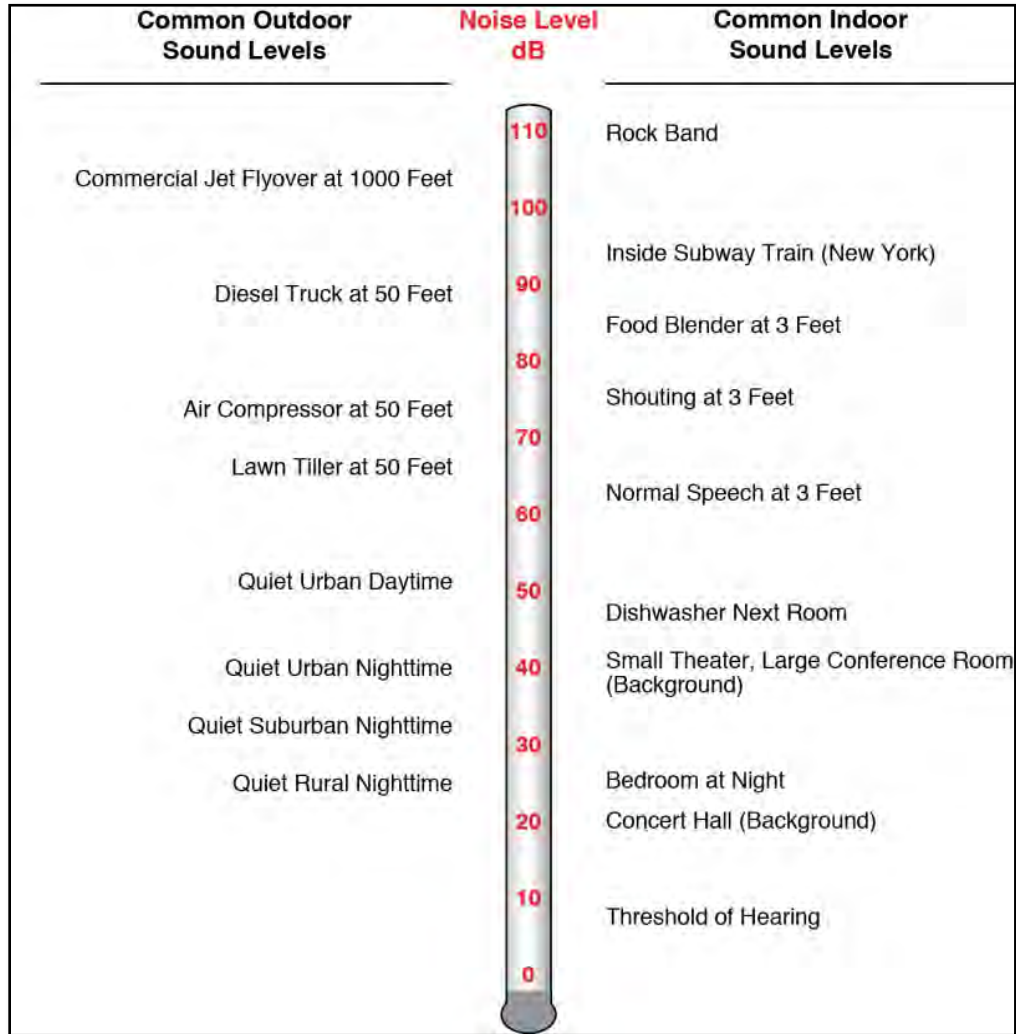 Common Outdoor
Sound Levels
Noise Level
dB
Common Indoor
Sound Levels
110
Rock Band
Commercial Jet Flyover at 1000 Feet
100
Inside Subway Train (New York)
90
Diesel Truck at 50 Feet
Food Blender at 3 Feet
80
Shouting at 3 Feet
Air Compressor at 50 Feet
70
Lawn Tiller at 50 Feet
Normal Speech at 3 Feet
60
Quiet Urban Daytime
50
Dishwasher Next Room
Quiet Urban Nighttime
40
Small Theater, Large Conference Room
(Background)
Quiet Suburban Nighttime
30
Quiet Rural Nighttime
Bedroom at Night
20
Concert Hall (Background)
10
Threshold of Hearing
0